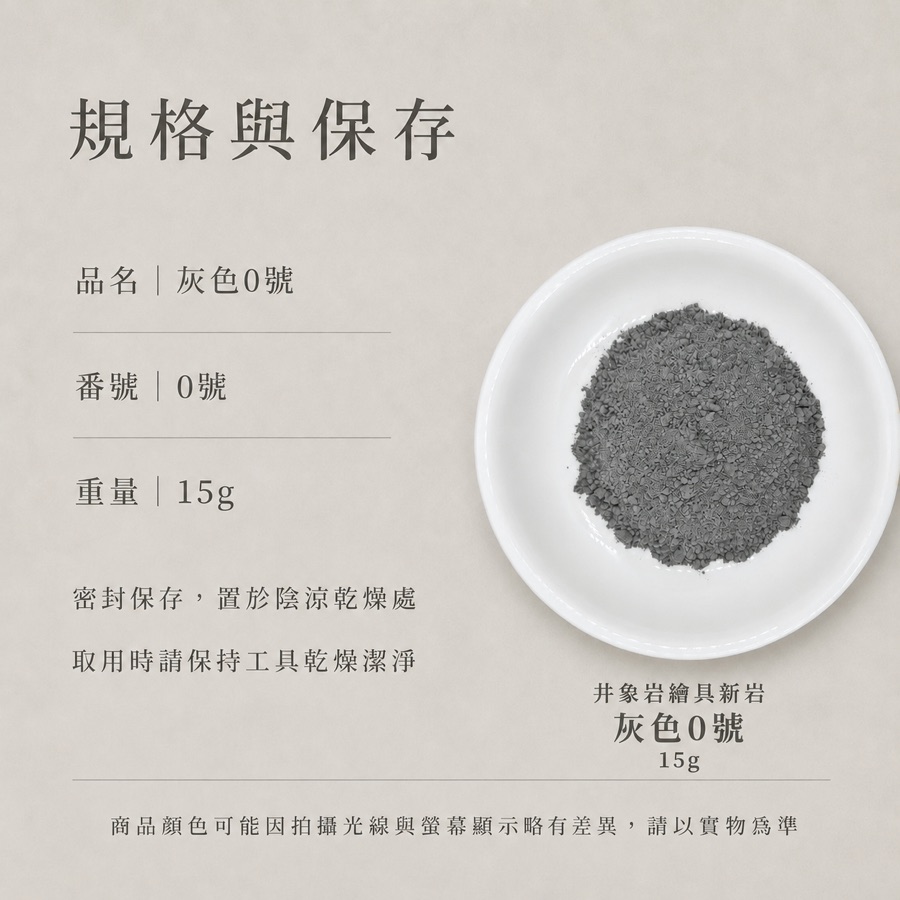 規格與保存
品名｜灰色0號
番號｜0號
重量｜15g
密封保存，置於陰涼乾燥處
取用時請保持工具乾燥潔淨
井象岩繪具新岩
灰色0號
15g
商品顏色可能因拍攝光線與螢幕顯示略有差異，請以實物為準